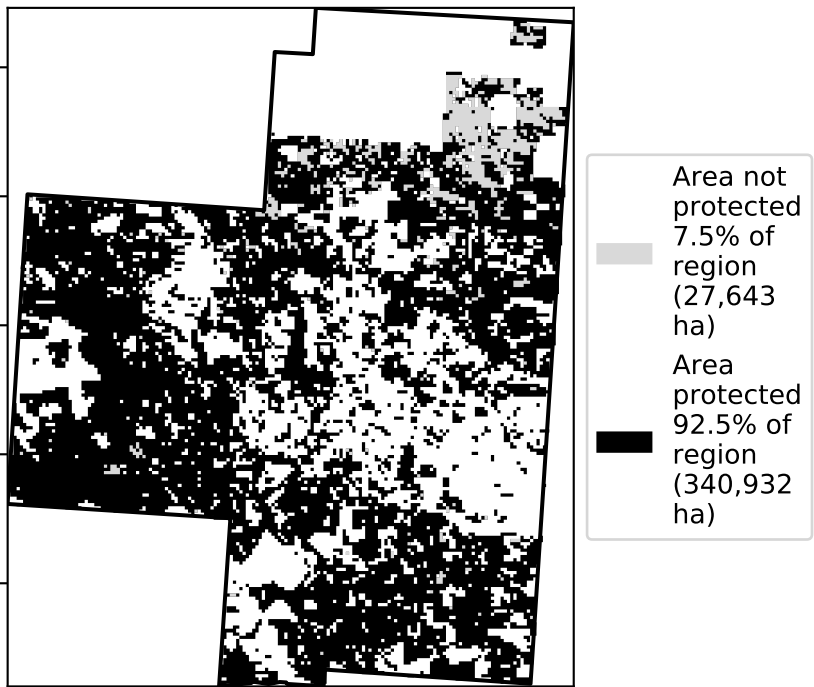 Area not
protected
7.5% of
region
(27,643
ha)
Area
protected
92.5% of
region
(340,932
ha)